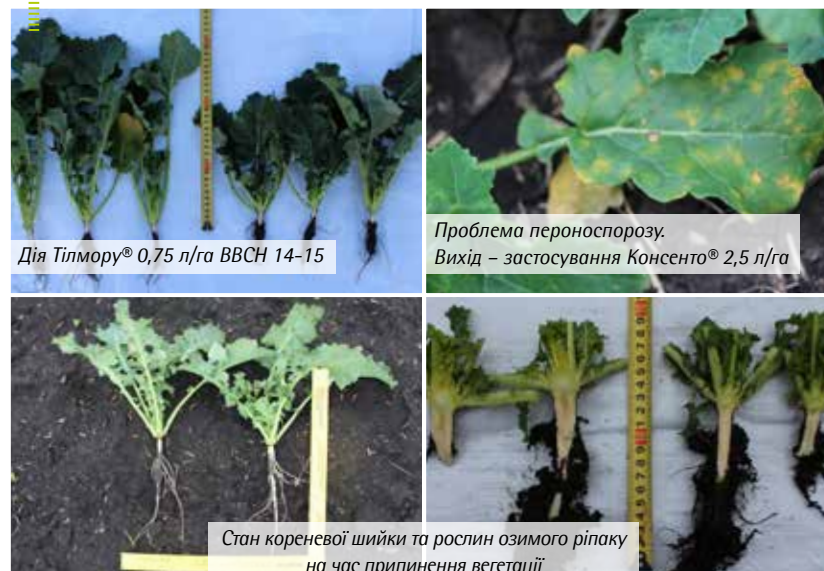 Дія Тілмору® 0,75 л/га ВВСН 14-15
Проблема пероноспорозу.
Вихід – застосування Консенто® 2,5 л/га
Стан кореневої шийки та рослин озимого ріпаку
на час припинення вегетації